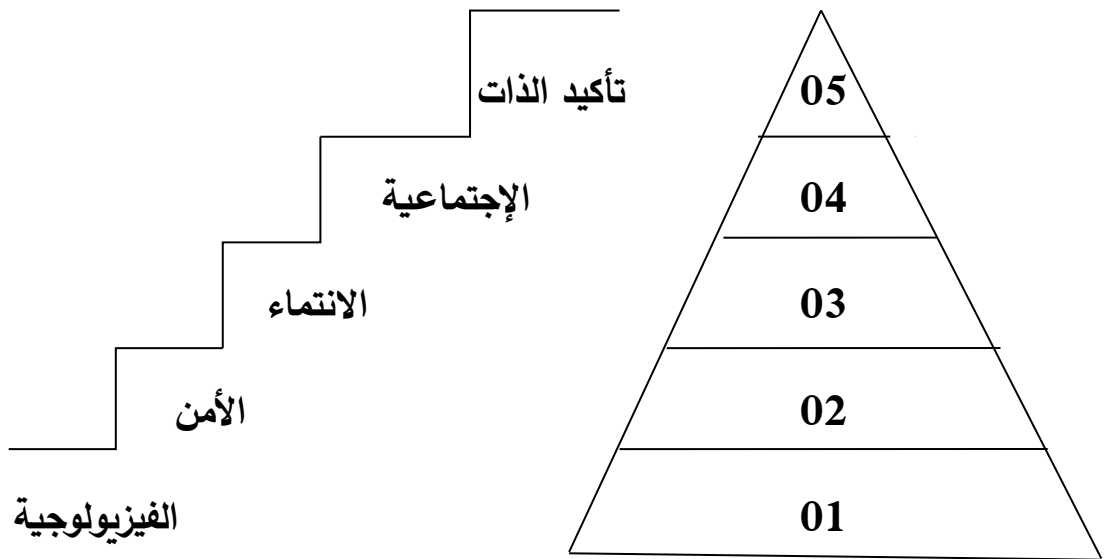 تأكيد الذات
05
الإجتماعية
04
الانتماء
03
الأمن
02
الفيزيولوجية
01